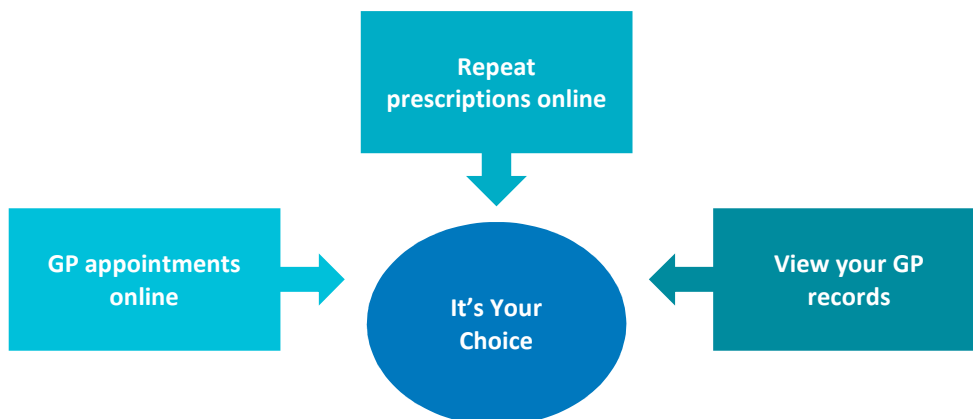 Repeat
prescriptions online
GP appointments
online
It’s Your
Choice
View your GP
records